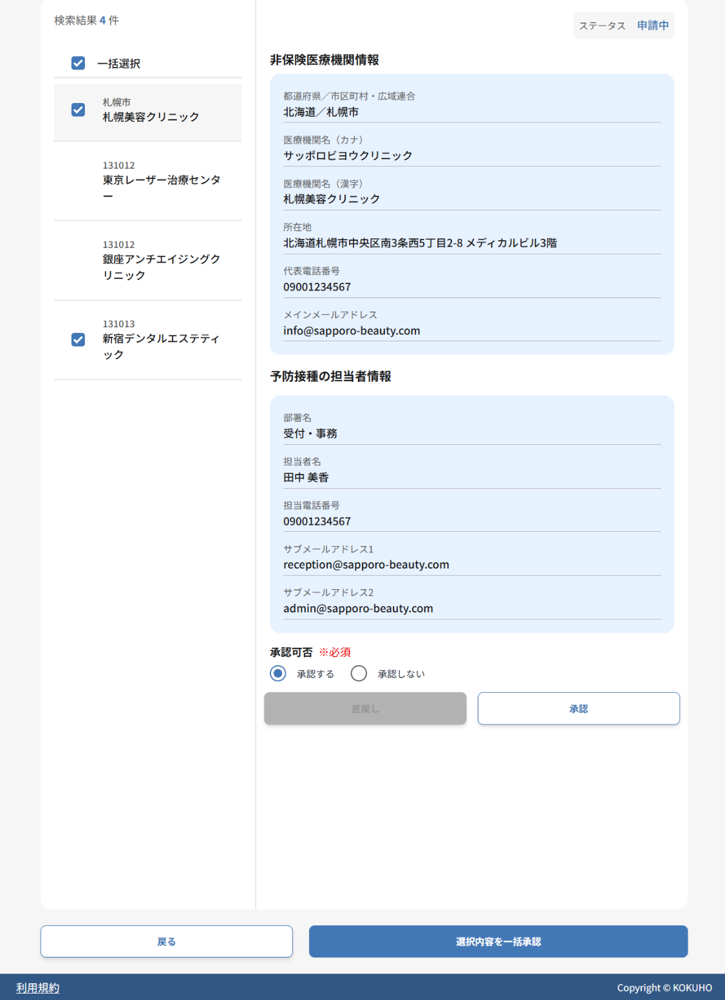 検索結果 4 件
一括選択
札幌市
札幌美容クリニック
131012
東京レーザー治療センタ
ー
131012
銀座アンチエイジングク
リニック
131013
新宿デンタルエステティ
ック
ステータス 申請中
非保険医療機関情報
都道府県／市区町村・広域連合
北海道／札幌市
医療機関名（カナ）
サッポロビヨウクリニック
医療機関名（漢字）
札幌美容クリニック
所在地
北海道札幌市中央区南3条西5丁目2-8 メディカルビル3階
代表電話番号
09001234567
メインメールアドレス
info@sapporo-beauty.com
予防接種の担当者情報
部署名
受付・事務
担当者名
田中 美香
担当電話番号
09001234567
サブメールアドレス1
reception@sapporo-beauty.com
サブメールアドレス2
admin@sapporo-beauty.com
承認可否 ※必須
承認する 承認しない
差戻し 承認
戻る 選択内容を一括承認
利用規約 Copyright © KOKUHO